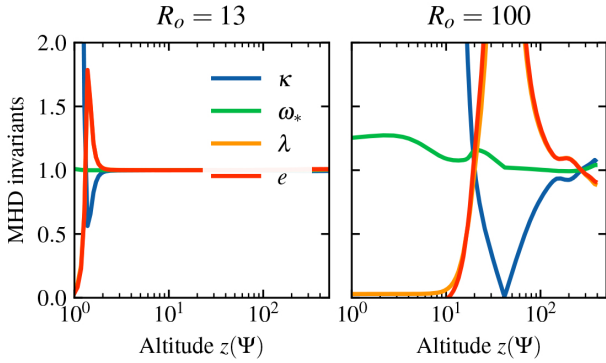 R_o = 13
R_o = 100
MHD invariants
2.0
1.5
1.0
0.5
0.0
κ
ω_*
λ
e
10^0
10^1
10^2
10^0
10^1
10^2
Altitude z(Ψ)
Altitude z(Ψ)